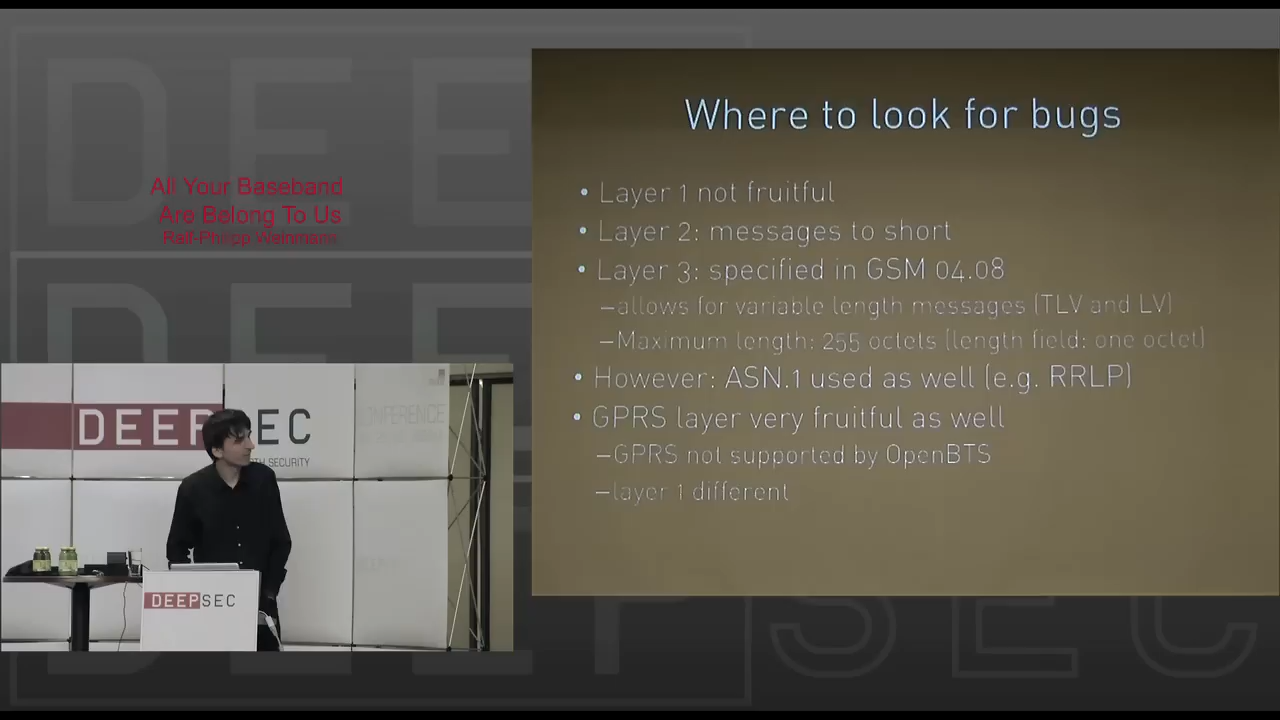 All Your Baseband
Are Belong To Us
Ralf-Philipp Weinmann
Where to look for bugs
• Layer 1 not fruitful
• Layer 2: messages to short
• Layer 3: specified in GSM 04.08
–allows for variable length messages (TLV and LV)
–Maximum length: 255 octets (length field: one octet)
• However: ASN.1 used as well (e.g. RRLP)
• GPRS layer very fruitful as well
–GPRS not supported by OpenBTS
–layer 1 different
DEEPSEC
CONFERENCE
SECURITY
DEEPSEC
DEEPSEC